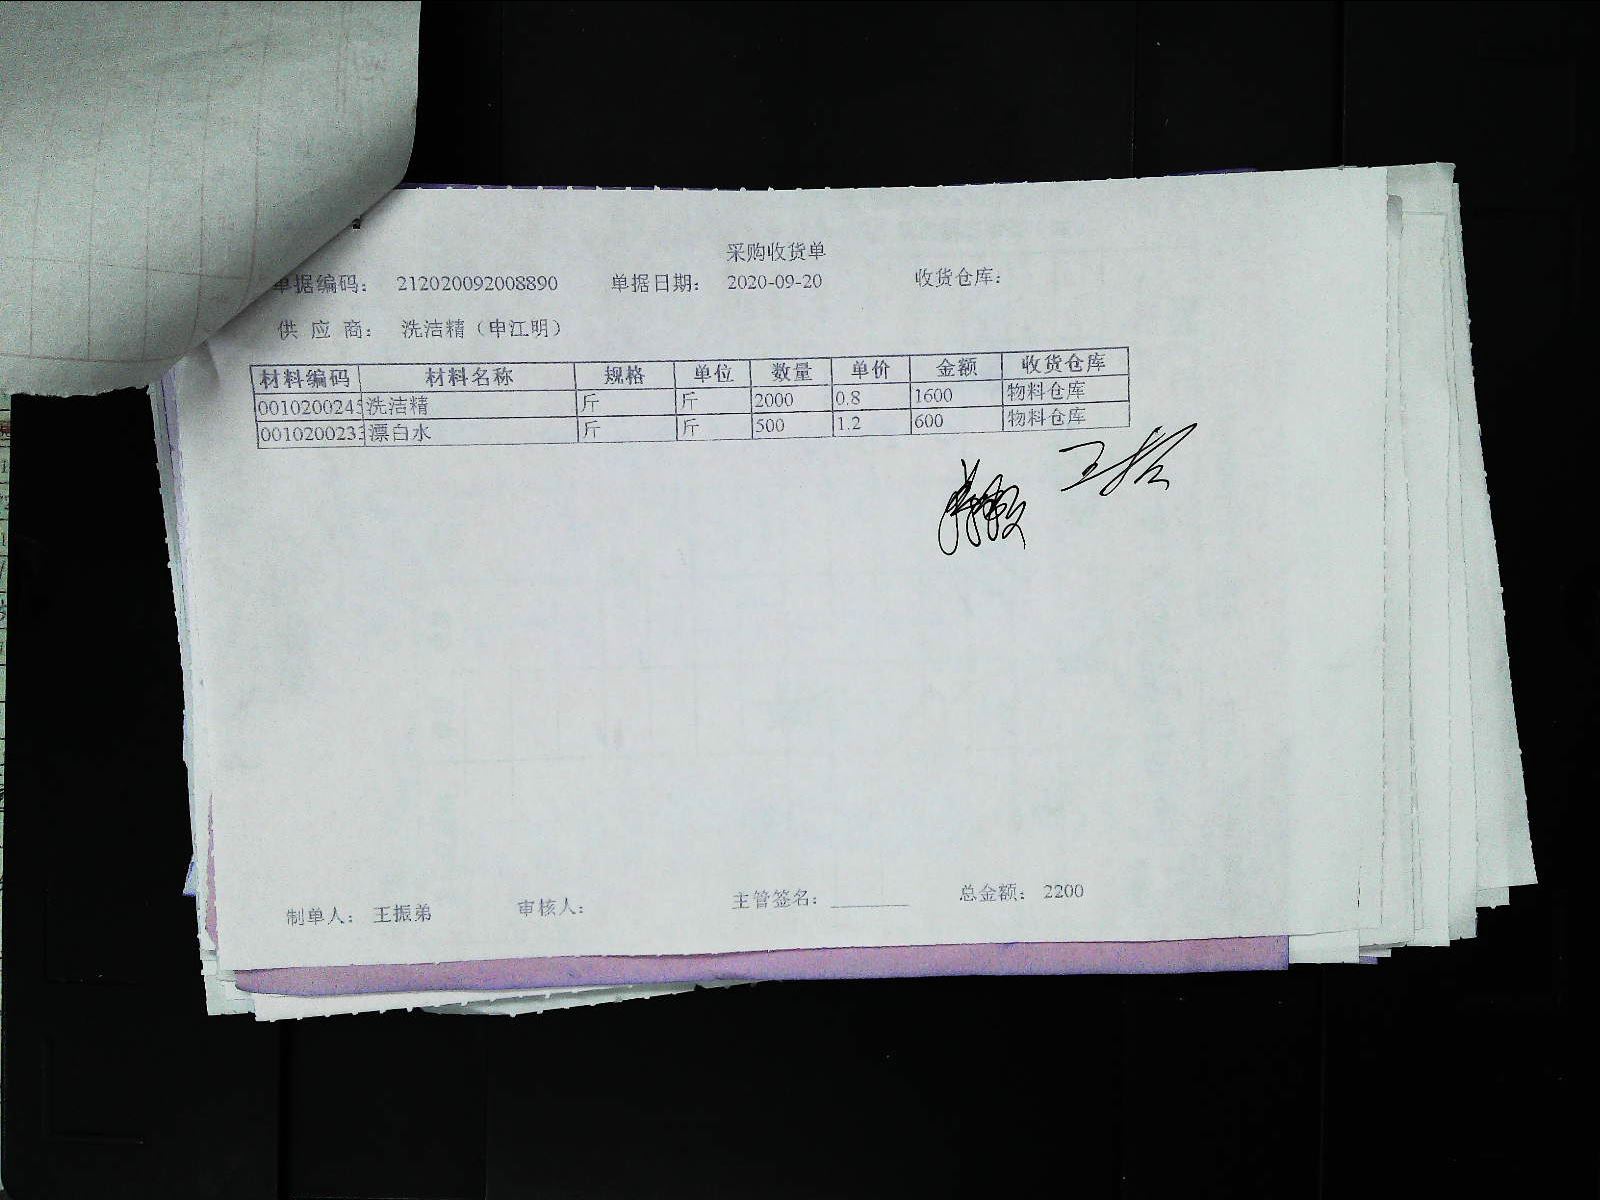 采购收货单
单据编码： 212020092008890 单据日期： 2020-09-20 收货仓库：
供 应 商： 洗洁精（申江明）
材料编码 材料名称 规格 单位 数量 单价 金额 收货仓库
0010200245 洗洁精 斤 斤 2000 0.8 1600 物料仓库
0010200233 漂白水 斤 斤 500 1.2 600 物料仓库
制单人： 王振弟 审核人： 主管签名：________ 总金额： 2200